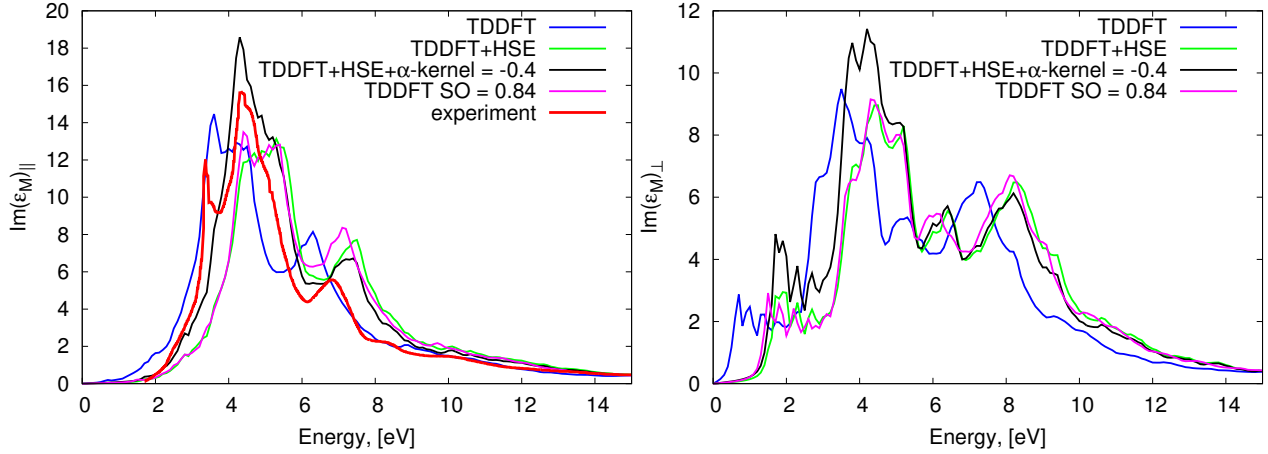 20
18
16
14
12
10
8
6
4
2
0
0 2 4 6 8 10 12 14
Im(εM)||
Energy, [eV]
TDDFT
TDDFT+HSE
TDDFT+HSE+α-kernel = -0.4
TDDFT SO = 0.84
experiment
12
10
8
6
4
2
0
0 2 4 6 8 10 12 14
Im(εM)⊥
Energy, [eV]
TDDFT
TDDFT+HSE
TDDFT+HSE+α-kernel = -0.4
TDDFT SO = 0.84